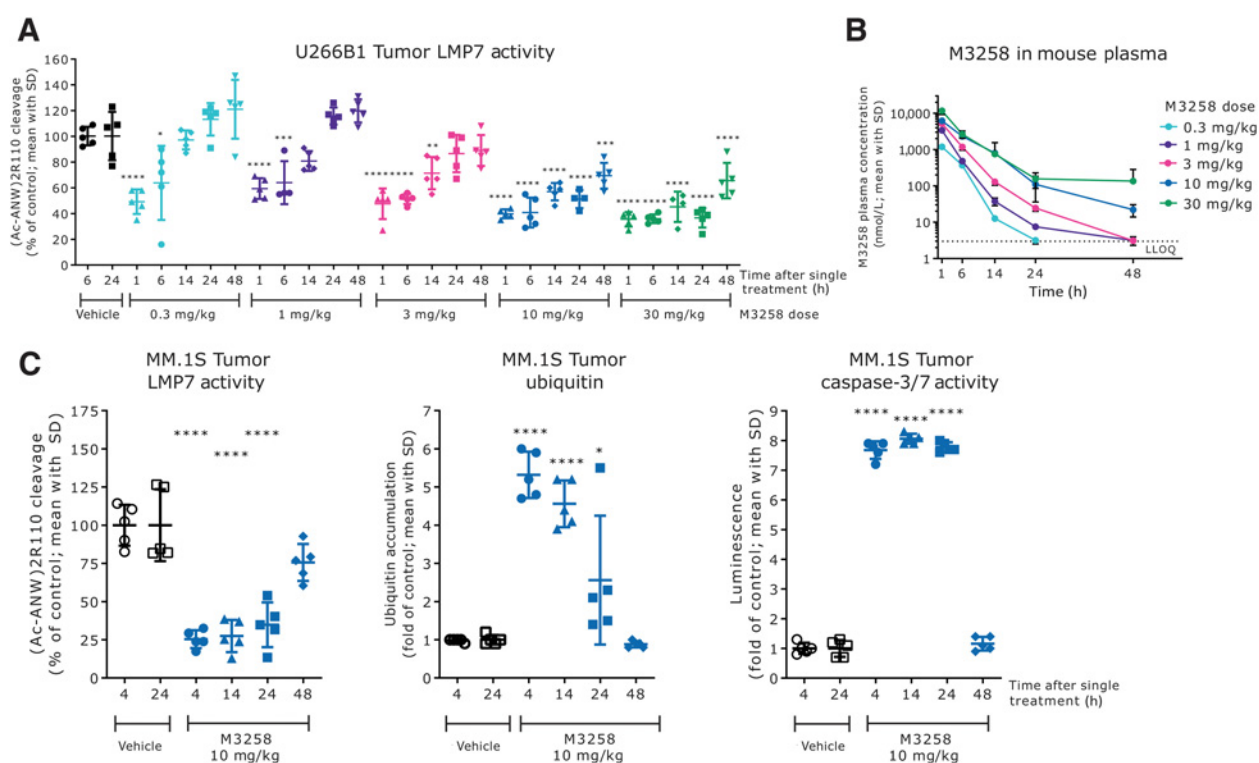 A
U266B1 Tumor LMP7 activity
(Ac-ANW)2R110 cleavage
(% of control; mean with SD)
160
140
120
100
80
60
40
20
0
****
*
****
***
********
**
****
****
****
****
***
********
****
****
****
6 24 1 6 14 24 48 1 6 14 24 48 1 6 14 24 48 1 6 14 24 48 1 6 14 24 48
Time after single
treatment (h)
Vehicle 0.3 mg/kg 1 mg/kg 3 mg/kg 10 mg/kg 30 mg/kg M3258 dose
B
M3258 in mouse plasma
M3258 plasma concentration
(nmol/L; mean with SD)
10,000
1,000
100
10
1
LLOQ
1 6 14 24 48
Time (h)
M3258 dose
0.3 mg/kg
1 mg/kg
3 mg/kg
10 mg/kg
30 mg/kg
C
MM.1S Tumor
LMP7 activity
(Ac-ANW)2R110 cleavage
(% of control; mean with SD)
175
150
125
100
75
50
25
0
****
****
****
4 24 4 14 24 48
Vehicle M3258
10 mg/kg
MM.1S Tumor
ubiquitin
Ubiquitin accumulation
(fold of control; mean with SD)
7
6
5
4
3
2
1
0
****
****
*
4 24 4 14 24 48
Vehicle M3258
10 mg/kg
MM.1S Tumor
caspase-3/7 activity
Luminescence
(fold of control; mean with SD)
9
8
7
6
5
4
3
2
1
0
****
****
****
4 24 4 14 24 48
Time after single
treatment (h)
Vehicle M3258
10 mg/kg